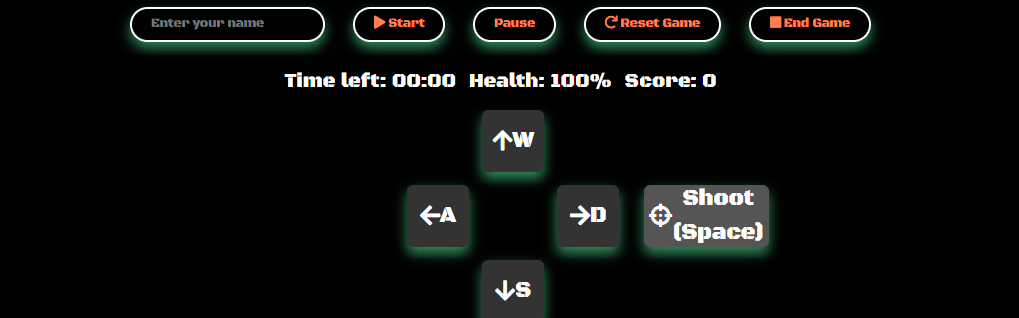 Enter your name Start Pause Reset Game End Game
Time left: 00:00 Health: 100% Score: 0
W
A D Shoot
(Space)
S